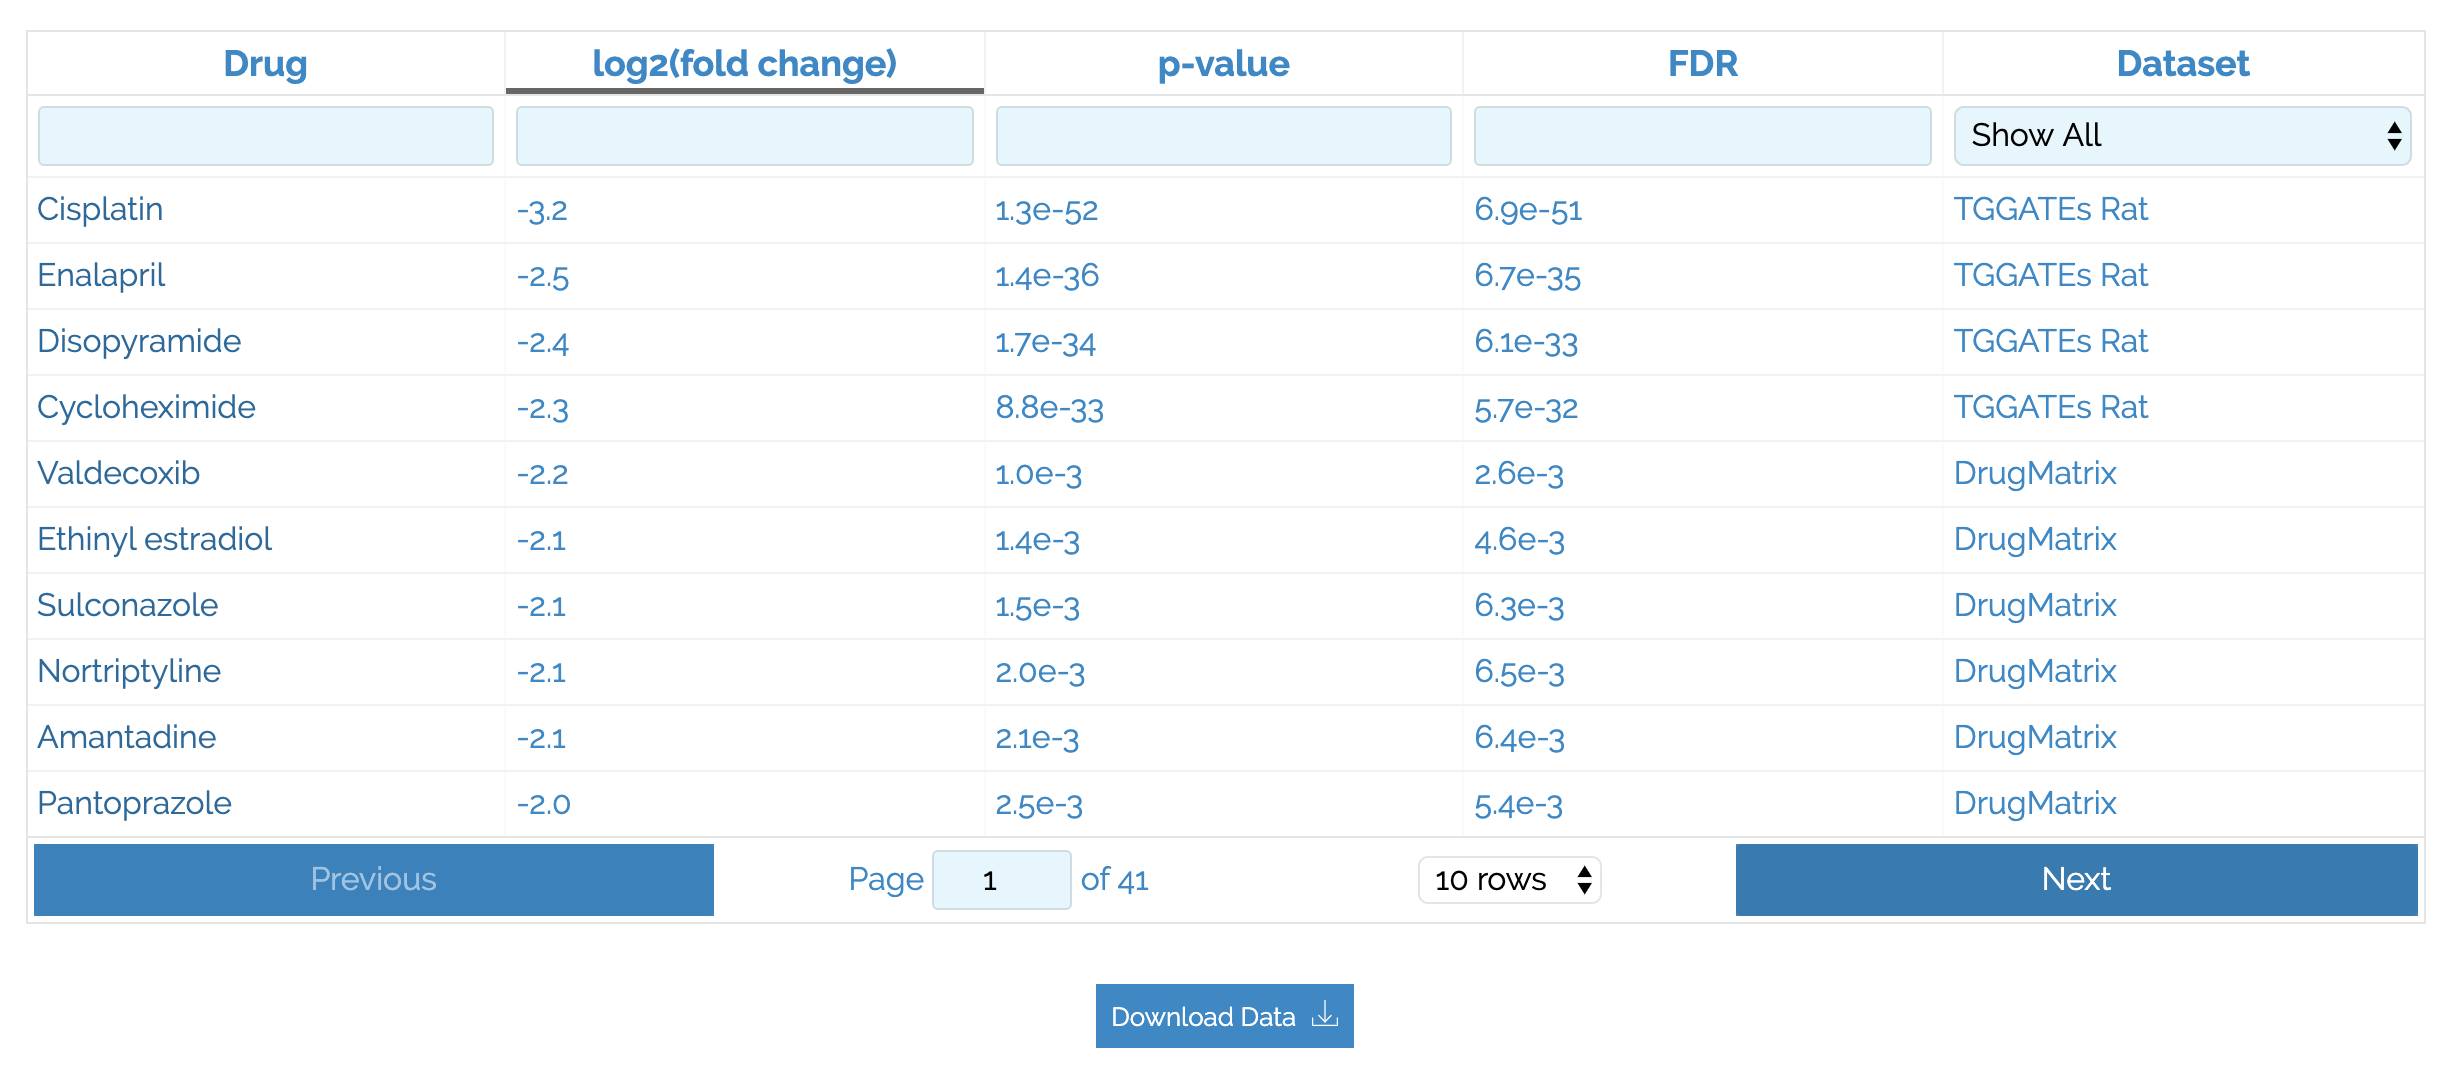 Drug log2(fold change) p-value FDR Dataset
Show All
Cisplatin -3.2 1.3e-52 6.9e-51 TGGATEs Rat
Enalapril -2.5 1.4e-36 6.7e-35 TGGATEs Rat
Disopyramide -2.4 1.7e-34 6.1e-33 TGGATEs Rat
Cycloheximide -2.3 8.8e-33 5.7e-32 TGGATEs Rat
Valdecoxib -2.2 1.0e-3 2.6e-3 DrugMatrix
Ethinyl estradiol -2.1 1.4e-3 4.6e-3 DrugMatrix
Sulconazole -2.1 1.5e-3 6.3e-3 DrugMatrix
Nortriptyline -2.1 2.0e-3 6.5e-3 DrugMatrix
Amantadine -2.1 2.1e-3 6.4e-3 DrugMatrix
Pantoprazole -2.0 2.5e-3 5.4e-3 DrugMatrix
Previous Page 1 of 41 10 rows Next
Download Data